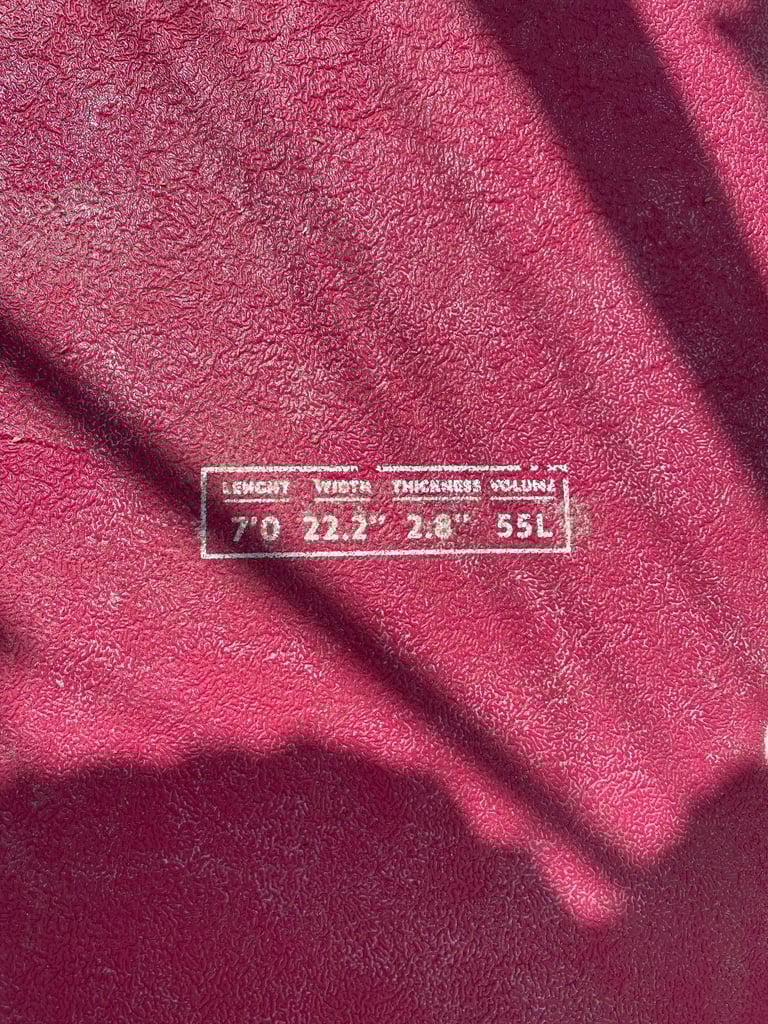 LENGHT WIDTH THICKNESS VOLUME
7'0 22.2" 2.8" 55L